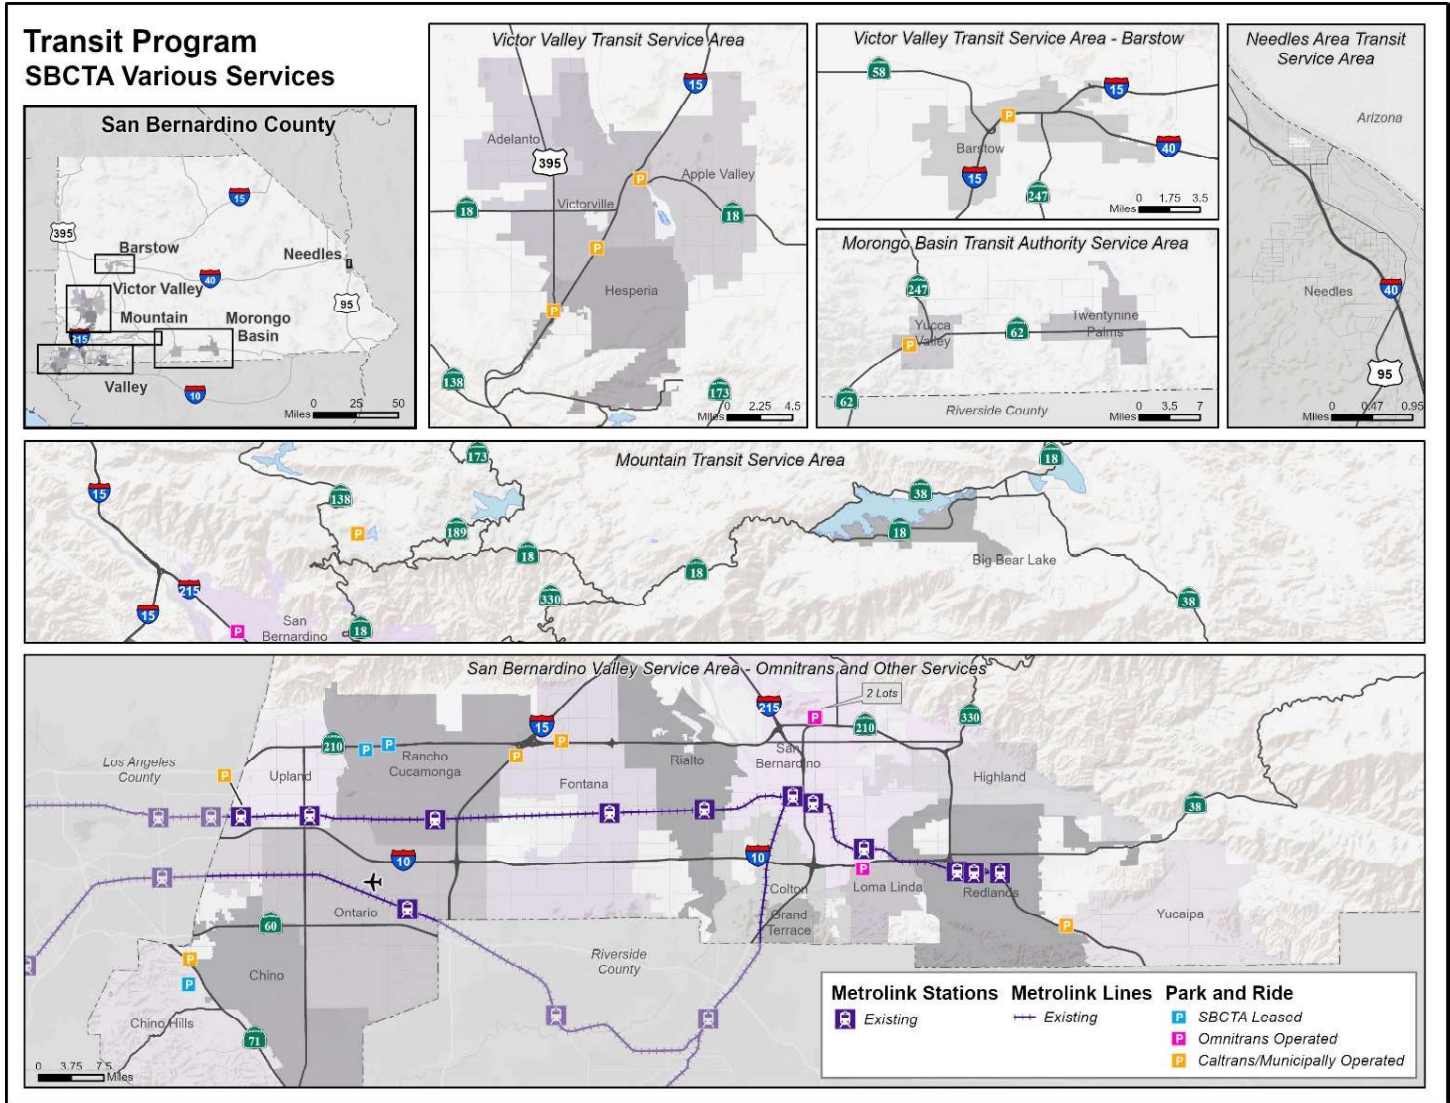 Transit Program
SBCTA Various Services
San Bernardino County
15
395
Barstow
Needles
40
Victor Valley
95
Mountain
Morongo
Basin
215
Valley
10
Miles
0 25 50
Victor Valley Transit Service Area
15
Adelanto
395
Apple Valley
18
Victorville
18
Hesperia
138
173
Miles
0 2.25 4.5
Victor Valley Transit Service Area - Barstow
58
15
P
Barstow
40
15
247
Miles
0 1.75 3.5
Morongo Basin Transit Authority Service Area
247
Yucca
Valley
62
Twentynine
Palms
P
62
Riverside County
Miles
0 3.5 7
Needles Area Transit
Service Area
Arizona
Needles
40
95
Miles
0 0.47 0.95
P
P
P
Mountain Transit Service Area
173
18
15
138
38
P
189
18
18
18
Big Bear Lake
215
15
330
38
San
Bernardino
P
18
San Bernardino Valley Service Area - Omnitrans and Other Services
2 Lots
215
330
15
P
210
210
P
P
P
P
San
Bernardino
Los Angeles
County
P
Upland
Rancho
Cucamonga
Fontana
Rialto
Highland
38
10
10
P
Colton
Loma Linda
Redlands
Ontario
Grand
Terrace
Yucaipa
60
P
Riverside
County
P
P
Chino
Chino Hills
71
0 3.75 7.5
Miles
Metrolink Stations
Existing
Metrolink Lines
Existing
Park and Ride
P SBCTA Leased
P Omnitrans Operated
P Caltrans/Municipally Operated